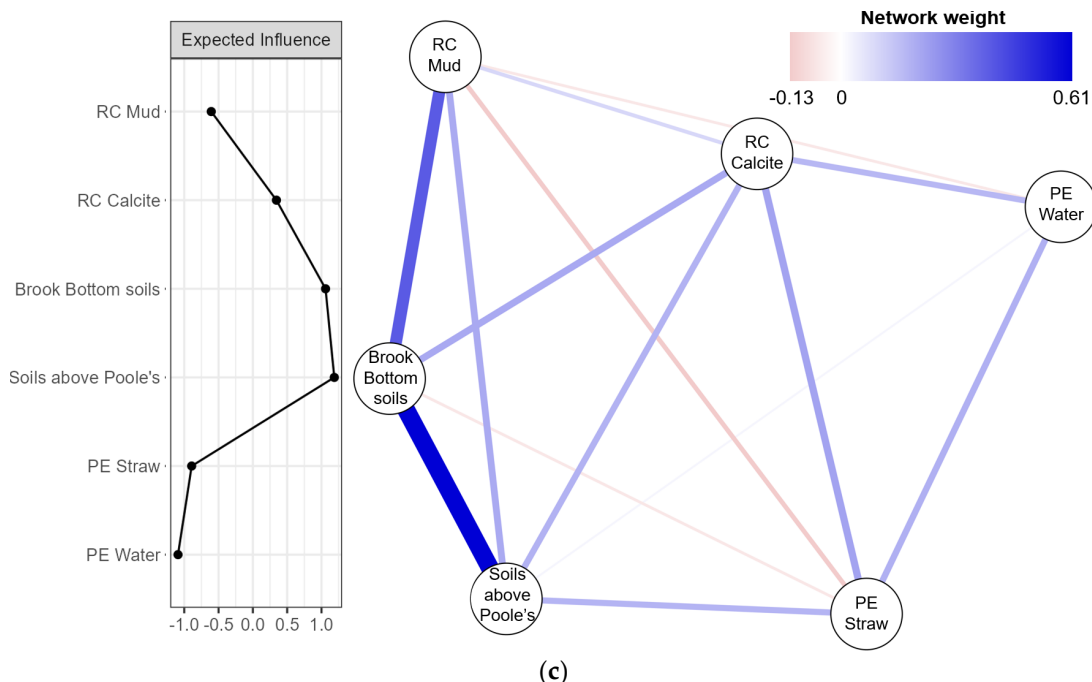 Expected Influence
RC Mud
RC Calcite
Brook Bottom soils
Soils above Poole's
PE Straw
PE Water
-1.0 -0.5 0.0 0.5 1.0
Network weight
-0.13 0 0.61
RC
Mud
RC
Calcite
PE
Water
Brook
Bottom
soils
Soils
above
Poole's
PE
Straw
(c)